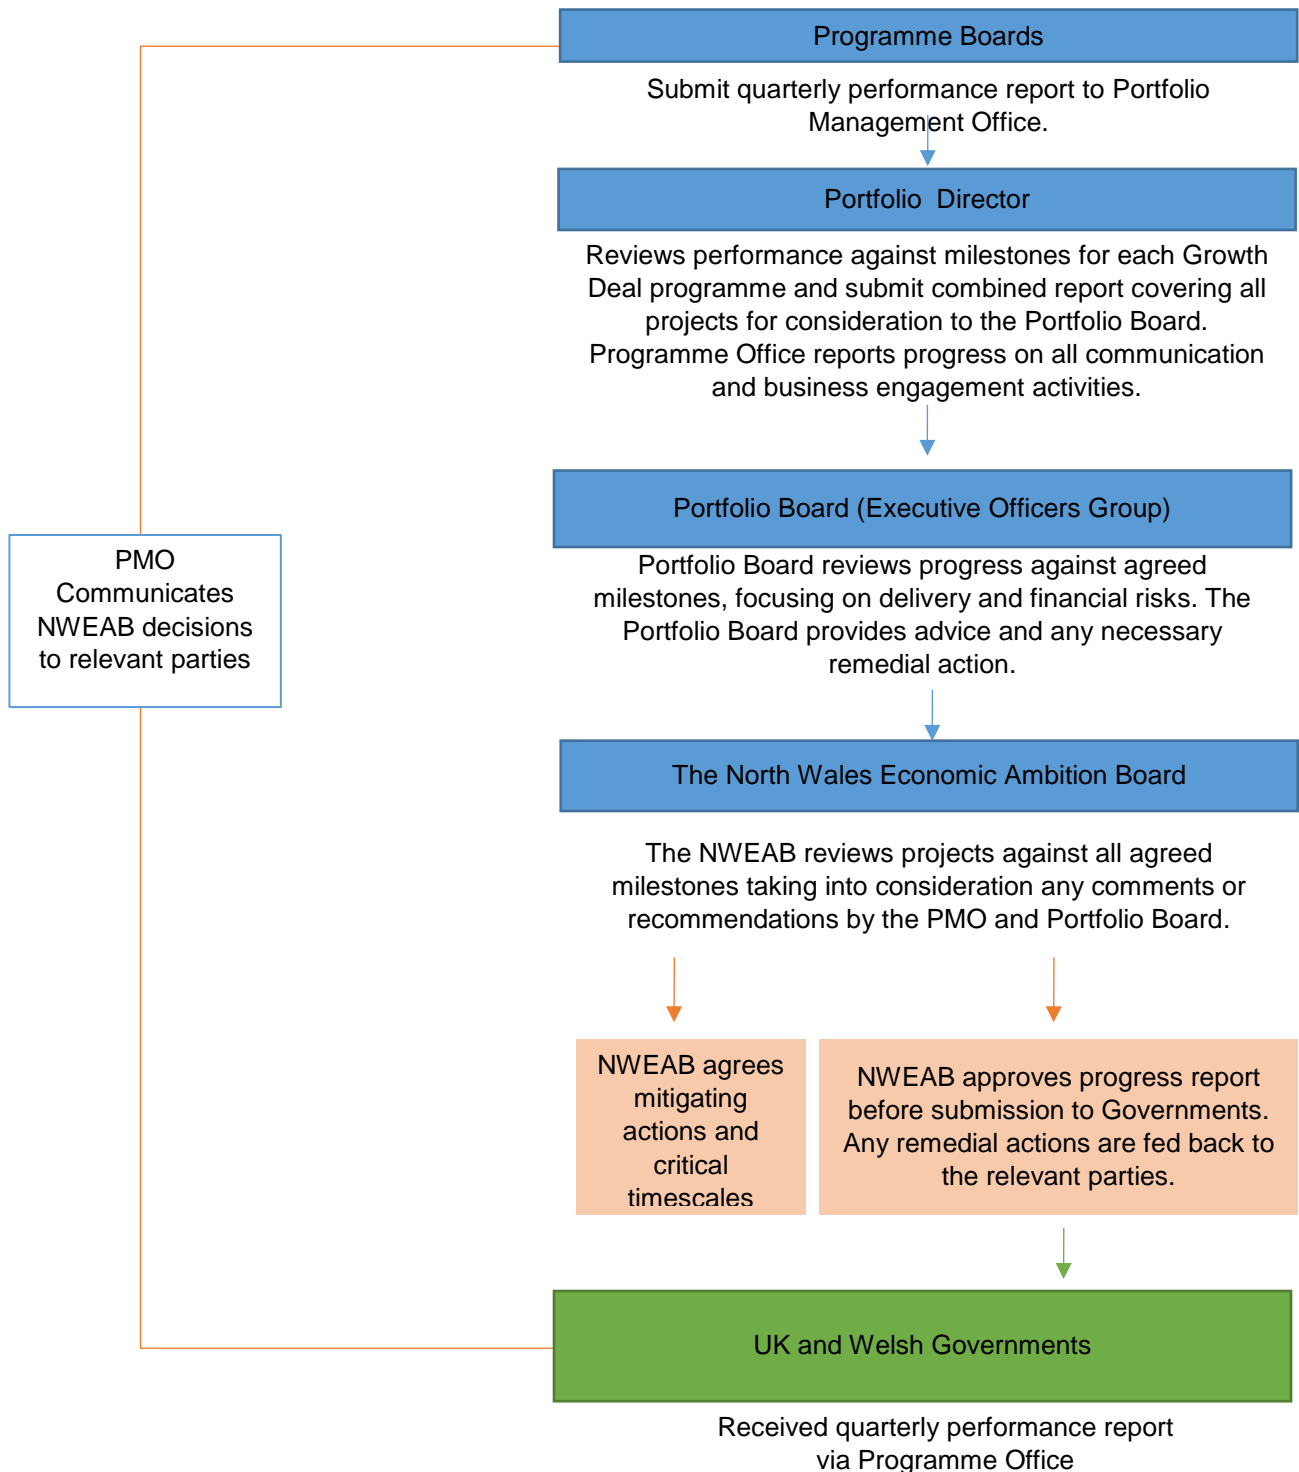 Programme Boards
Submit quarterly performance report to Portfolio
Management Office.
Portfolio  Director
Reviews performance against milestones for each Growth
Deal programme and submit combined report covering all
projects for consideration to the Portfolio Board.
Programme Office reports progress on all communication
and business engagement activities.
Portfolio Board (Executive Officers Group)
Portfolio Board reviews progress against agreed
milestones, focusing on delivery and financial risks. The
Portfolio Board provides advice and any necessary
remedial action.
PMO
Communicates
NWEAB decisions
to relevant parties
The North Wales Economic Ambition Board
The NWEAB reviews projects against all agreed
milestones taking into consideration any comments or
recommendations by the PMO and Portfolio Board.
NWEAB agrees
mitigating
actions and
critical
timescales
NWEAB approves progress report
before submission to Governments.
Any remedial actions are fed back to
the relevant parties.
UK and Welsh Governments
Received quarterly performance report
via Programme Office